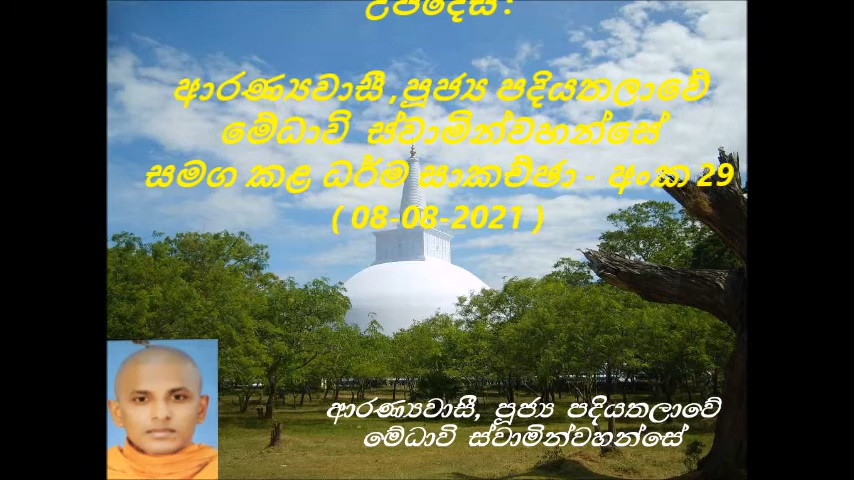 උපදෙස් :
ආරණ්‍යවාසී , පූජ්‍ය පදියතලාවේ
මේධාවි ස්වාමින්වහන්සේ
සමග කළ ධර්ම සාකච්ඡා - අංක 29
( 08-08-2021 )
ආරණ්‍යවාසී, පූජ්‍ය පදියතලාවේ
මේධාවි ස්වාමින්වහන්සේ